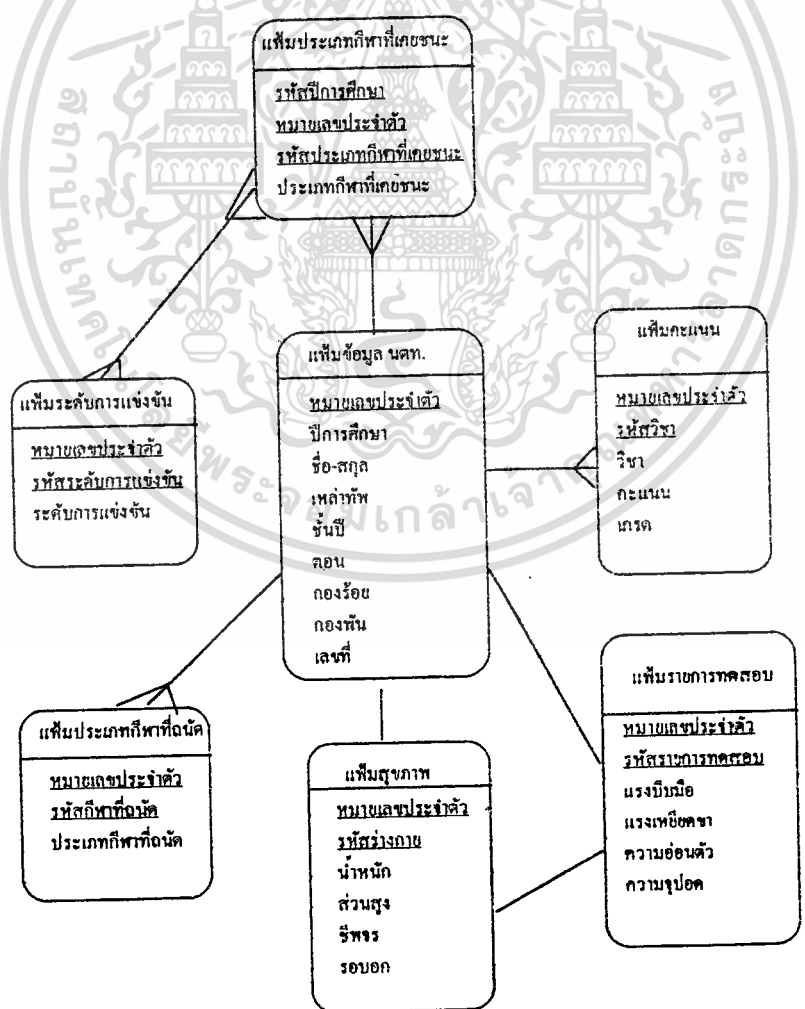 แฟ้มประเภทกีฬาที่เคยชนะ
รหัสปีการศึกษา
หมายเลขประจำตัว
รหัสประเภทกีฬาที่เคยชนะ
ประเภทกีฬาที่เคยชนะ
แฟ้มข้อมูล นตท.
หมายเลขประจำตัว
ปีการศึกษา
ชื่อ-สกุล
เหล่าทัพ
ชั้นปี
ตอน
กองร้อย
กองพัน
เลขที่
แฟ้มคะแนน
หมายเลขประจำตัว
รหัสวิชา
วิชา
คะแนน
เกรด
แฟ้มระดับการแข่งขัน
หมายเลขประจำตัว
รหัสระดับการแข่งขัน
ระดับการแข่งขัน
แฟ้มประเภทกีฬาที่ถนัด
หมายเลขประจำตัว
รหัสกีฬาที่ถนัด
ประเภทกีฬาที่ถนัด
แฟ้มสุขภาพ
หมายเลขประจำตัว
รหัสร่างกาย
น้ำหนัก
ส่วนสูง
ชีพจร
รอบอก
แฟ้มรายการทดสอบ
หมายเลขประจำตัว
รหัสรายการทดสอบ
แรงบีบมือ
แรงเหยียดขา
ความอ่อนตัว
ความจุปอด